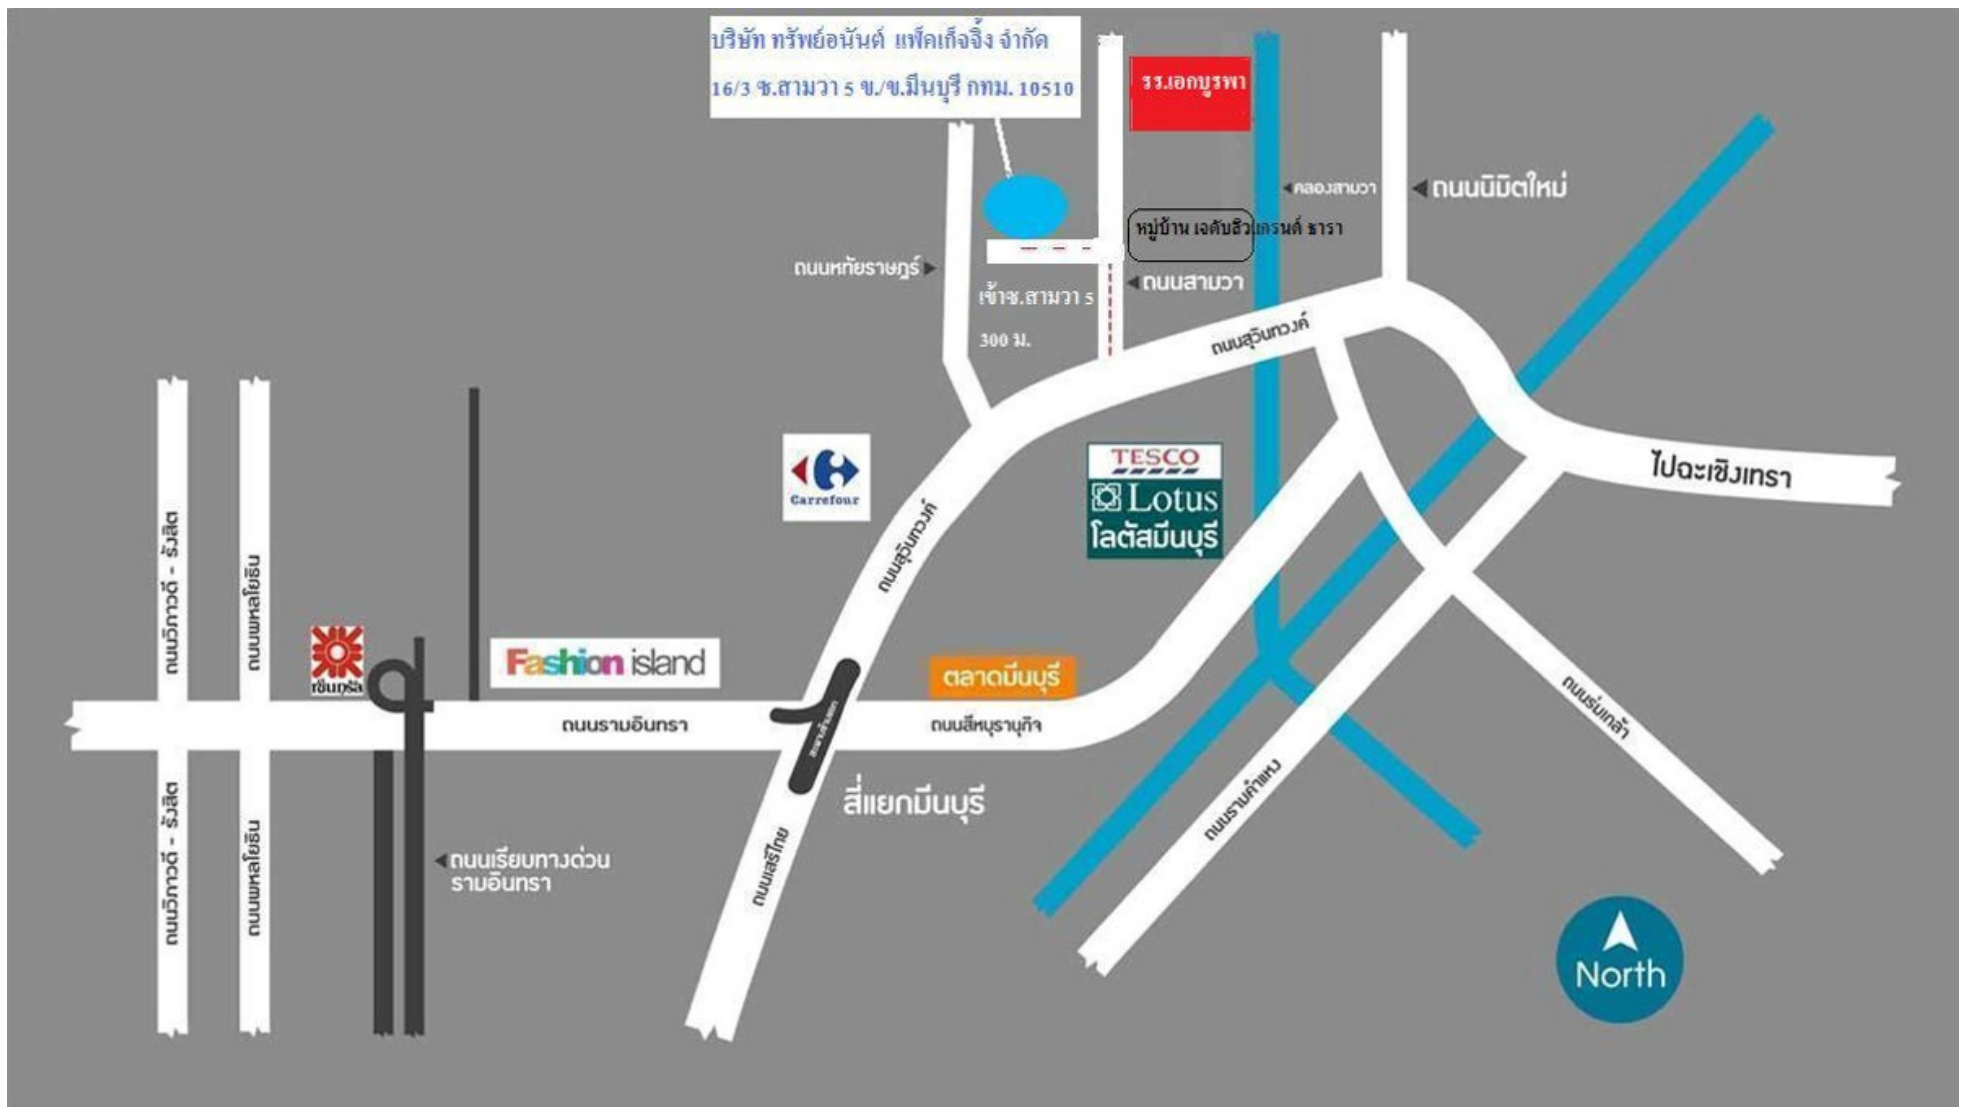 บริษัท ทรัพย์อนันต์ แพ็คเก็จจิ้ง จำกัด
16/3 ซ.สามวา 5 ข./ข.มีนบุรี กทม. 10510
รร.เอกบูรพา
คลองสามวา
ถนนนิมิตใหม่
หมู่บ้าน เจดับลิวแกรนด์ ธารา
ถนนหทัยราษฎร์
ถนนสามวา
เข้าซ.สามวา 5
300 ม.
ถนนสุวินทวงศ์
Carrefour
TESCO
Lotus
โลตัสมีนบุรี
ไปฉะเชิงเทรา
ถนนวิภาวดี - รังสิต
ถนนพหลโยธิน
ถนนสุวินทวงศ์
เซ็นทรัล
Fashion island
ตลาดมีนบุรี
ถนนรามอินทรา
ถนนสีหบุรานุกิจ
ถนนร่มเกล้า
สี่แยกมีนบุรี
ถนนรามคำแหง
ถนนวิภาวดี - รังสิต
ถนนพหลโยธิน
ถนนเรียบทางด่วน
รามอินทรา
ถนนเสรีไทย
North